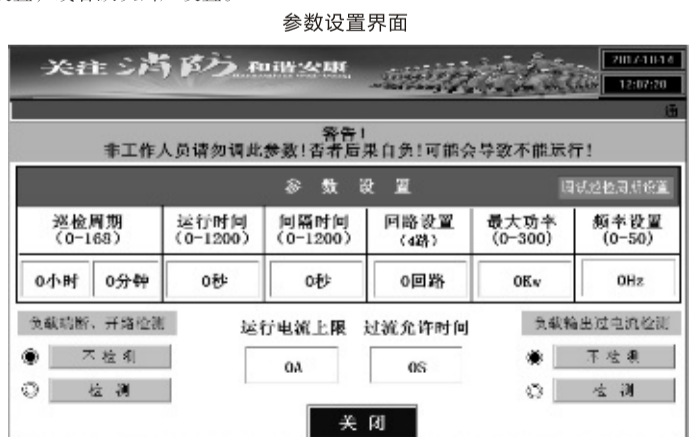 参数设置界面
关注消防 和谐安康
2017-10-14
12:07:20
警告!
非工作人员请勿调此参数!否者后果自负!可能会导致不能运行!
参 数 设 置
调试巡检周期设置
巡检周期 运行时间 间隔时间 回路设置 最大功率 频率设置
(0-168) (0-1200) (0-1200) (4路) (0-300) (0-50)
0小时 0分钟 0秒 0秒 0回路 0Kw 0Hz
运行电流上限 过流允许时间 负载输出过电流检测
不检测 0A 0S 不检测
检测 检测
关 闭